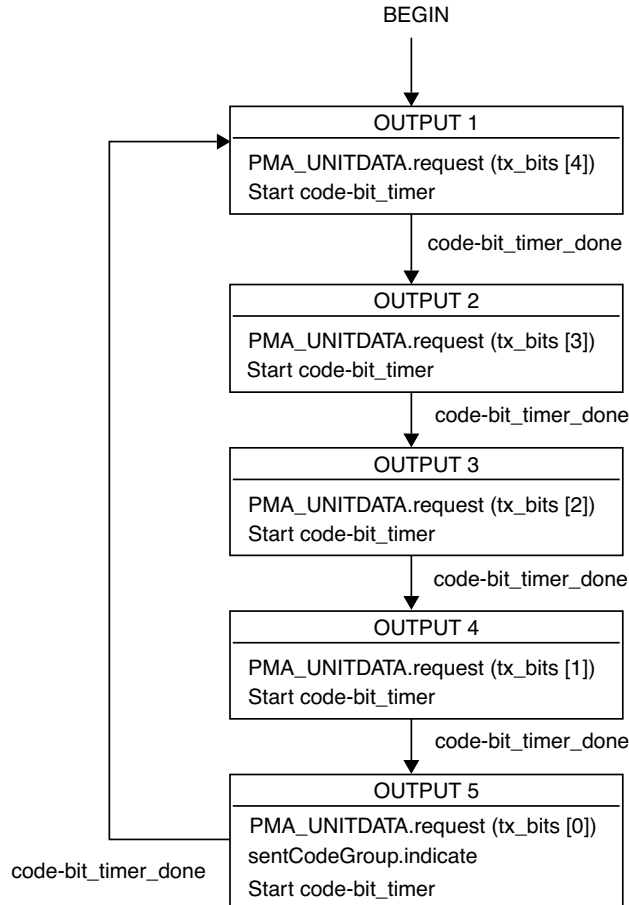 BEGIN
OUTPUT 1
PMA_UNITDATA.request (tx_bits [4])
Start code-bit_timer
code-bit_timer_done
OUTPUT 2
PMA_UNITDATA.request (tx_bits [3])
Start code-bit_timer
code-bit_timer_done
OUTPUT 3
PMA_UNITDATA.request (tx_bits [2])
Start code-bit_timer
code-bit_timer_done
OUTPUT 4
PMA_UNITDATA.request (tx_bits [1])
Start code-bit_timer
code-bit_timer_done
OUTPUT 5
PMA_UNITDATA.request (tx_bits [0])
sentCodeGroup.indicate
Start code-bit_timer
code-bit_timer_done